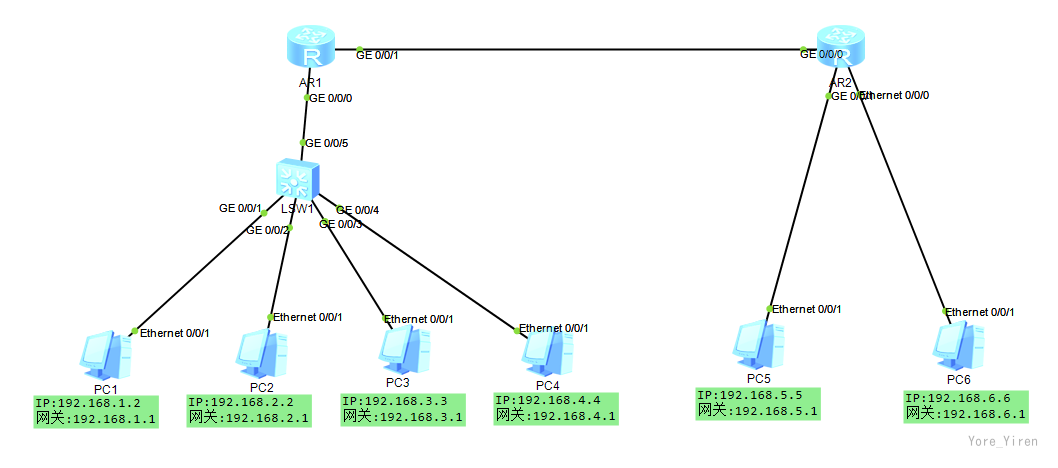 R
R
GE 0/0/1
GE 0/0/0
AR1
AR2
GE 0/0/0
GE 0/0/1
Ethernet 0/0/0
GE 0/0/5
LSW1
GE 0/0/1
GE 0/0/2
GE 0/0/3
GE 0/0/4
Ethernet 0/0/1
Ethernet 0/0/1
Ethernet 0/0/1
Ethernet 0/0/1
Ethernet 0/0/1
Ethernet 0/0/1
PC1
PC2
PC3
PC4
PC5
PC6
IP:192.168.1.2
网关:192.168.1.1
IP:192.168.2.2
网关:192.168.2.1
IP:192.168.3.3
网关:192.168.3.1
IP:192.168.4.4
网关:192.168.4.1
IP:192.168.5.5
网关:192.168.5.1
IP:192.168.6.6
网关:192.168.6.1
Yore_Yiren